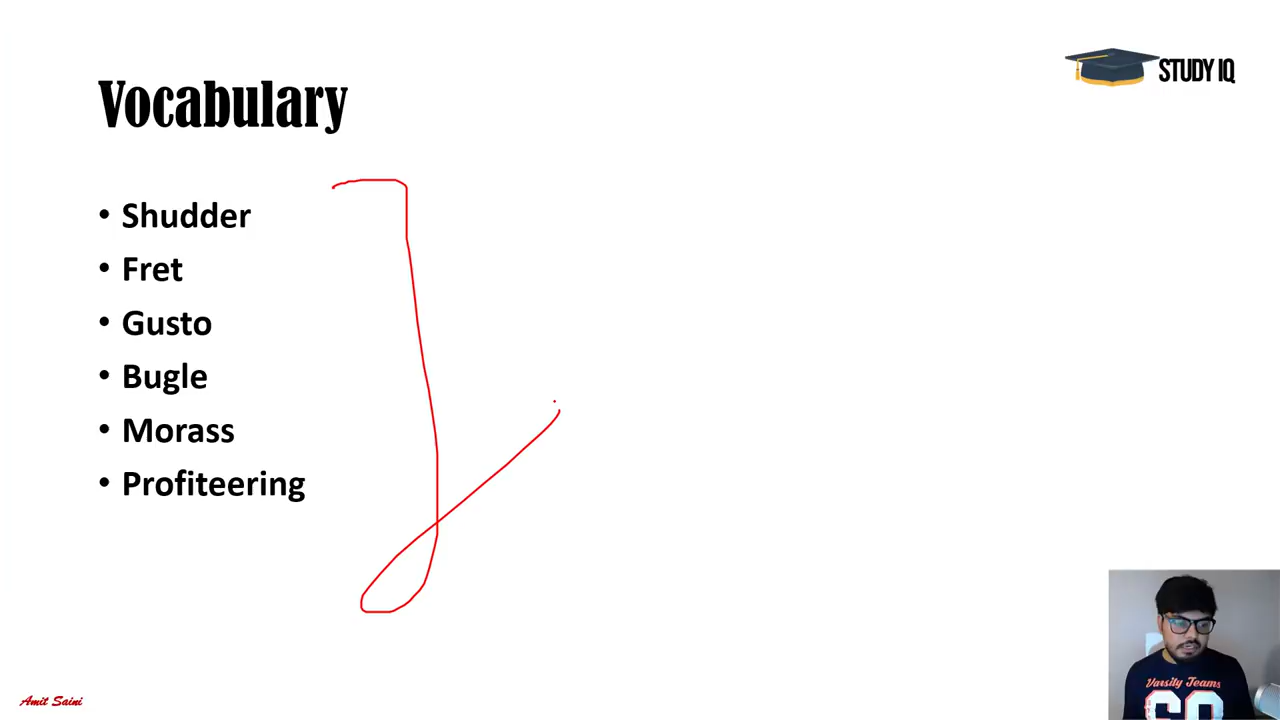 STUDY IQ
Vocabulary
• Shudder
• Fret
• Gusto
• Bugle
• Morass
• Profiteering
Varsity Teams
Amit Saini